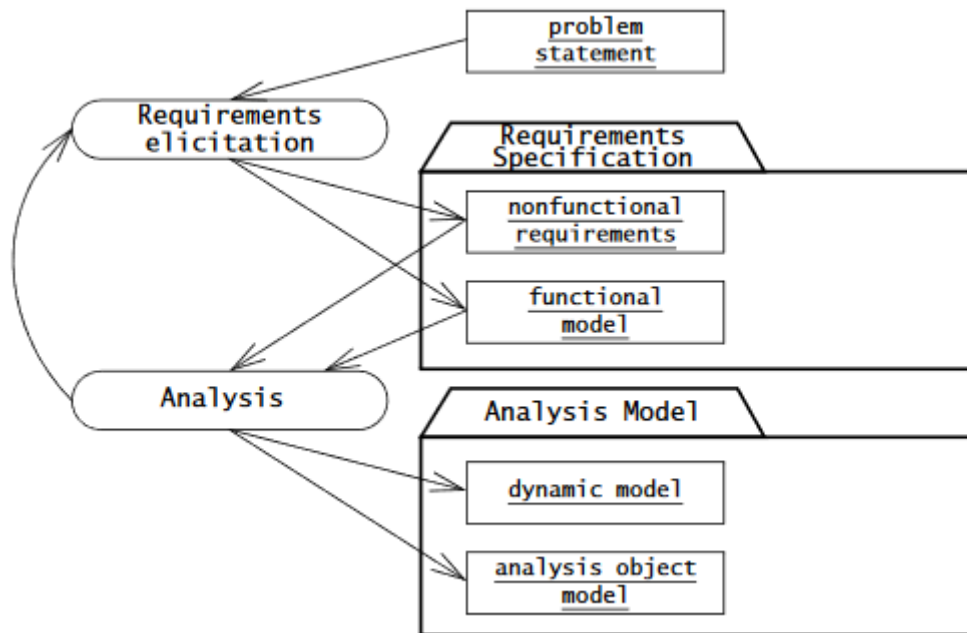 problem
statement
Requirements
elicitation
Requirements
Specification
nonfunctional
requirements
functional
model
Analysis
Analysis Model
dynamic model
analysis object
model